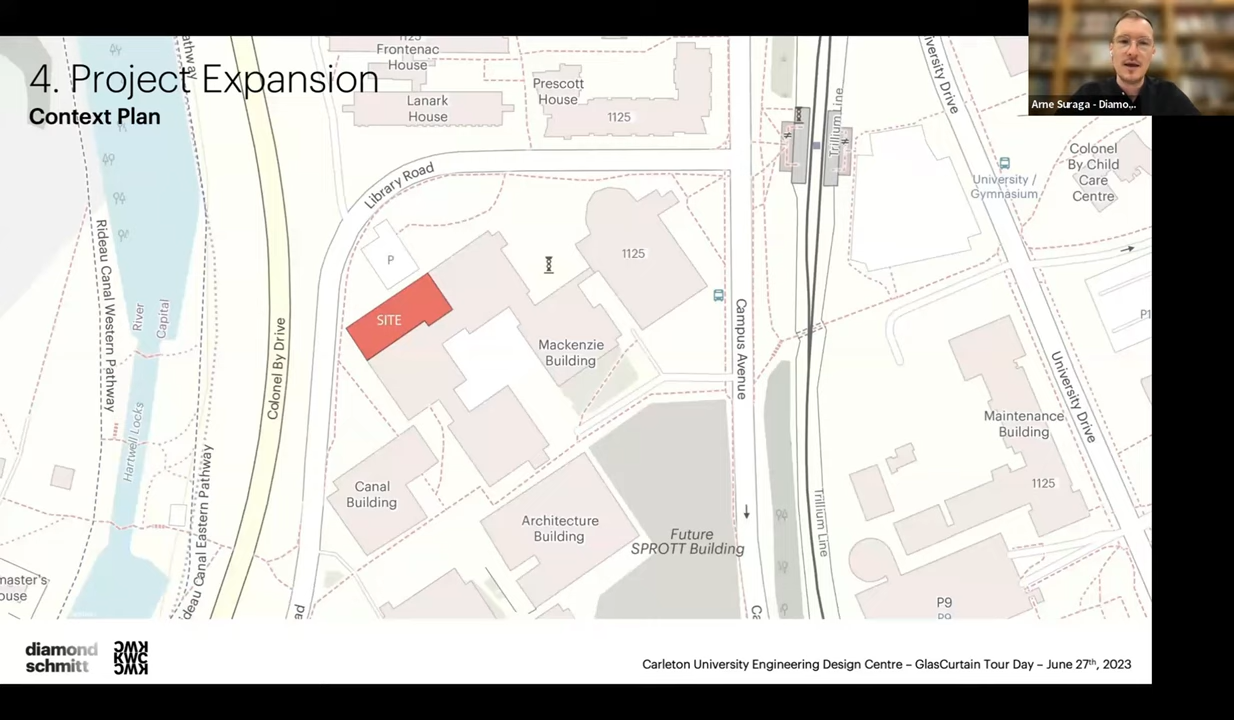 4. Project Expansion
Context Plan
Arne Suraga - Diamo...
1125
Frontenac
House
Lanark
House
Prescott
House
1125
Library Road
P
SITE
1125
Mackenzie
Building
Canal
Building
Architecture
Building
Future
SPROTT Building
Campus Avenue
Trillium Line
Trillium Line
University /
Gymnasium
University Drive
University Drive
Colonel
By Child
Care
Centre
Maintenance
Building
1125
P9
P9
P1
Rideau Canal Western Pathway
River
Capital
Hartwell Locks
Colonel By Drive
Rideau Canal Eastern Pathway
diamond
schmitt
KWC
Carleton University Engineering Design Centre – GlasCurtain Tour Day – June 27th, 2023